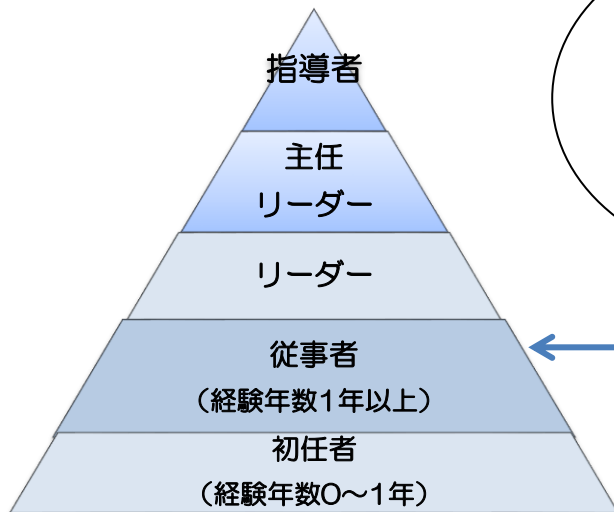 指導者
主任
リーダー
リーダー
従事者
（経験年数1年以上）
初任者
（経験年数0～1年）